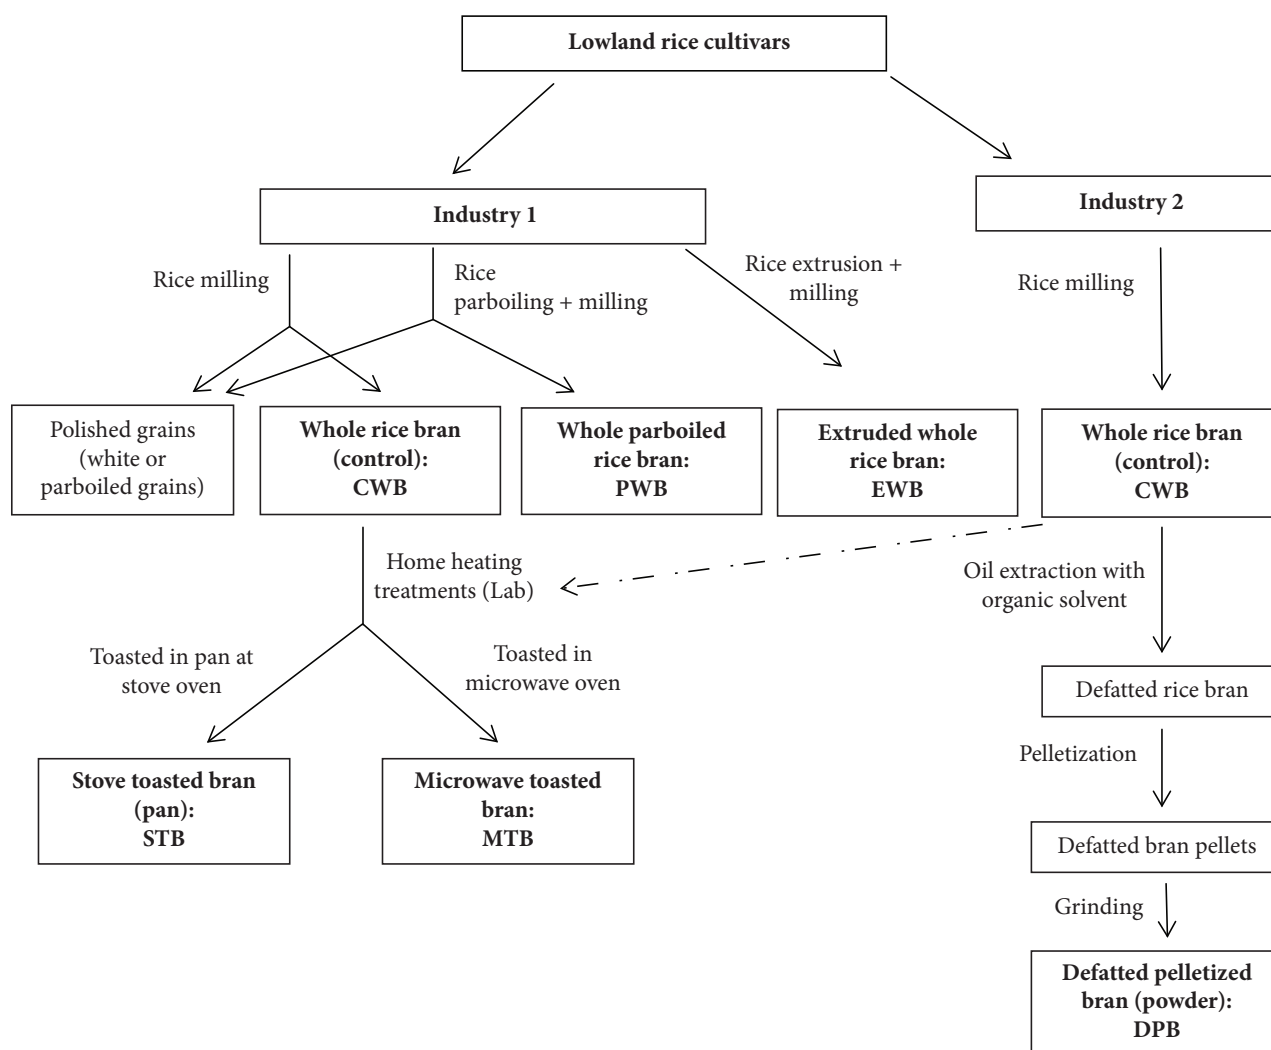 Lowland rice cultivars
Industry 1
Industry 2
Rice milling
Rice
parboiling + milling
Rice extrusion +
milling
Rice milling
Polished grains
(white or
parboiled grains)
Whole rice bran
(control):
CWB
Whole parboiled
rice bran:
PWB
Extruded whole
rice bran:
EWB
Whole rice bran
(control):
CWB
Home heating
treatments (Lab)
Oil extraction with
organic solvent
Toasted in pan at
stove oven
Toasted in
microwave oven
Defatted rice bran
Pelletization
Stove toasted bran
(pan):
STB
Microwave toasted
bran:
MTB
Defatted bran pellets
Grinding
Defatted pelletized
bran (powder):
DPB